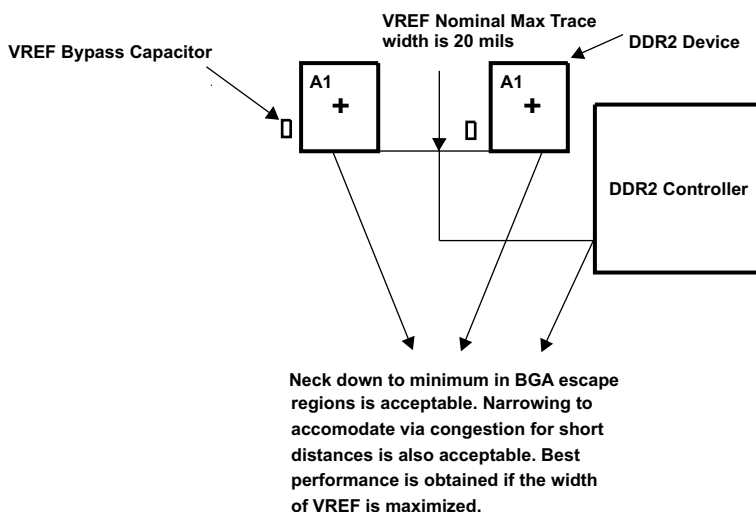 VREF Nominal Max Trace
width is 20 mils
VREF Bypass Capacitor
DDR2 Device
A1
+
A1
+
DDR2 Controller
Neck down to minimum in BGA escape
regions is acceptable. Narrowing to
accomodate via congestion for short
distances is also acceptable. Best
performance is obtained if the width
of VREF is maximized.